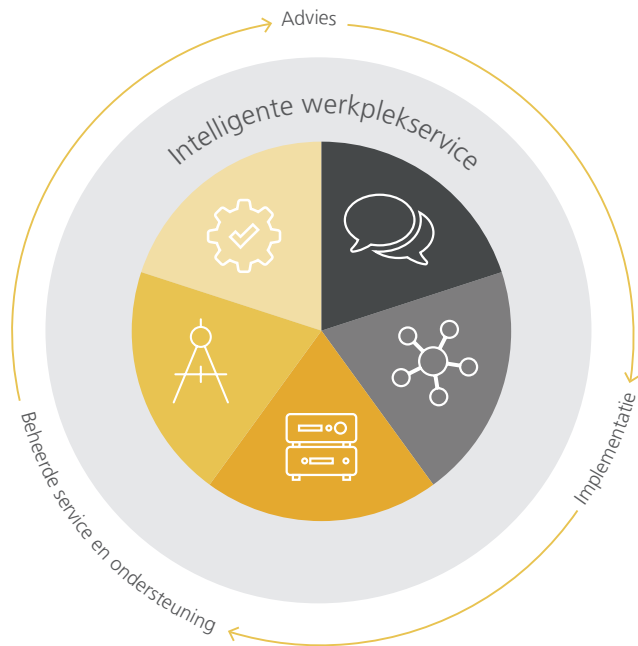 Advies
Intelligente werkplekservice
Implementatie
Beheerde service en ondersteuning